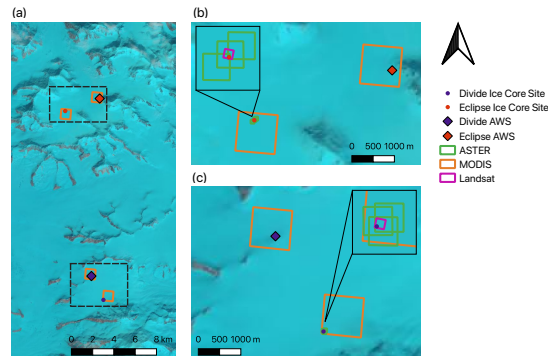 (a)
(b)
0 500 1000 m
(c)
0 500 1000 m
0 2 4 6 8 km
Divide Ice Core Site
Eclipse Ice Core Site
Divide AWS
Eclipse AWS
ASTER
MODIS
Landsat